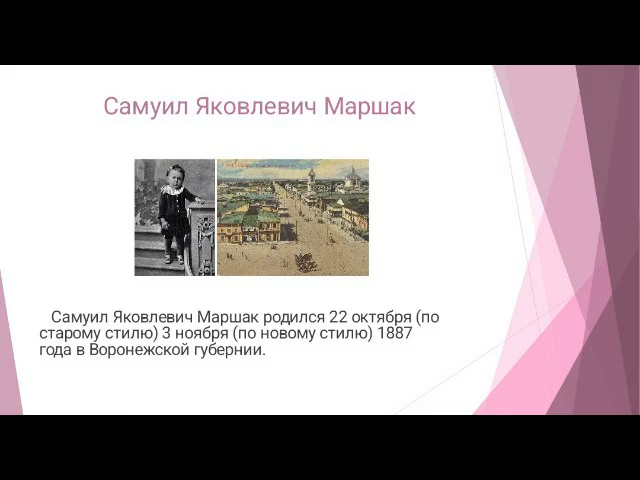 Самуил Яковлевич Маршак
Самуил Яковлевич Маршак родился 22 октября (по
старому стилю) 3 ноября (по новому стилю) 1887
года в Воронежской губернии.